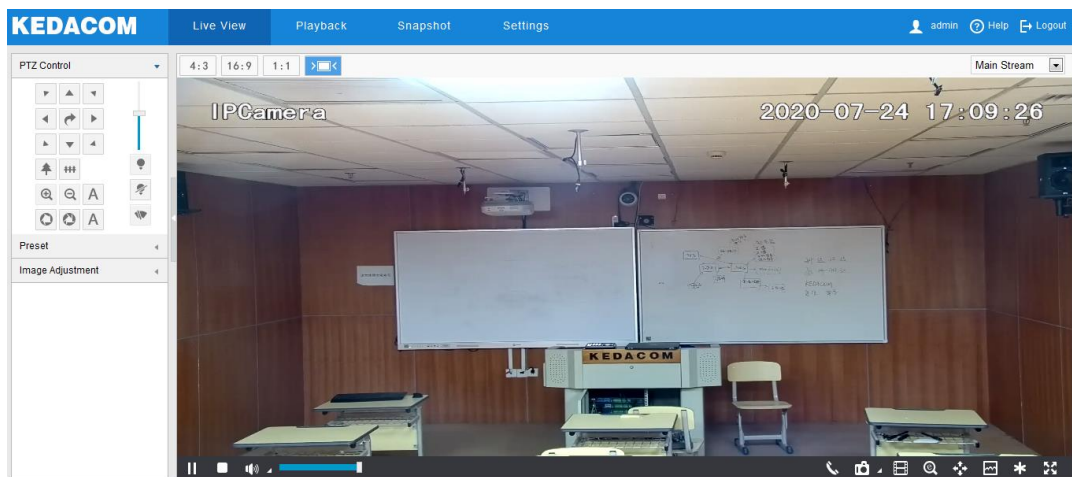 KEDACOM
Live View
Playback
Snapshot
Settings
admin
Help
Logout
PTZ Control
4:3
16:9
1:1
Main Stream
IPCamera
2020-07-24 17:09:26
A
A
Preset
Image Adjustment
KEDACOM
KEDACOM